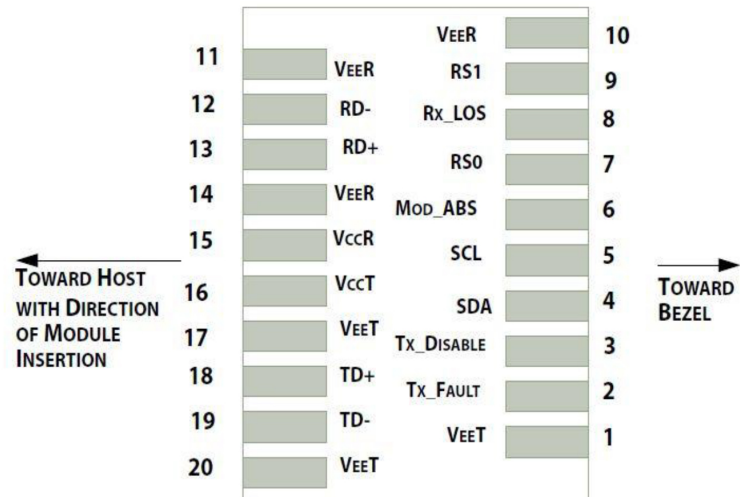 VEER 10
11 VEER
RS1 9
12 RD-
RX_LOS 8
13 RD+
RS0 7
14 VEER
MOD_ABS 6
15 VCCR
SCL 5
TOWARD HOST
WITH DIRECTION
OF MODULE
INSERTION
TOWARD
BEZEL
16 VCCT
SDA 4
17 VEET
TX_DISABLE 3
18 TD+
TX_FAULT 2
19 TD-
VEET 1
20 VEET